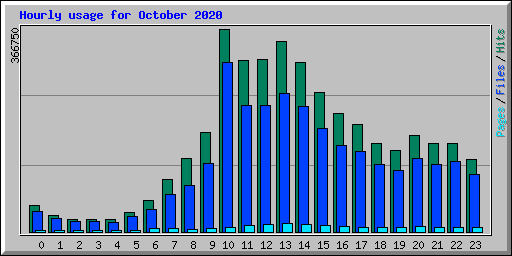 Hourly usage for October 2020
366750
Pages/Files/Hits
0 1 2 3 4 5 6 7 8 9 10 11 12 13 14 15 16 17 18 19 20 21 22 23